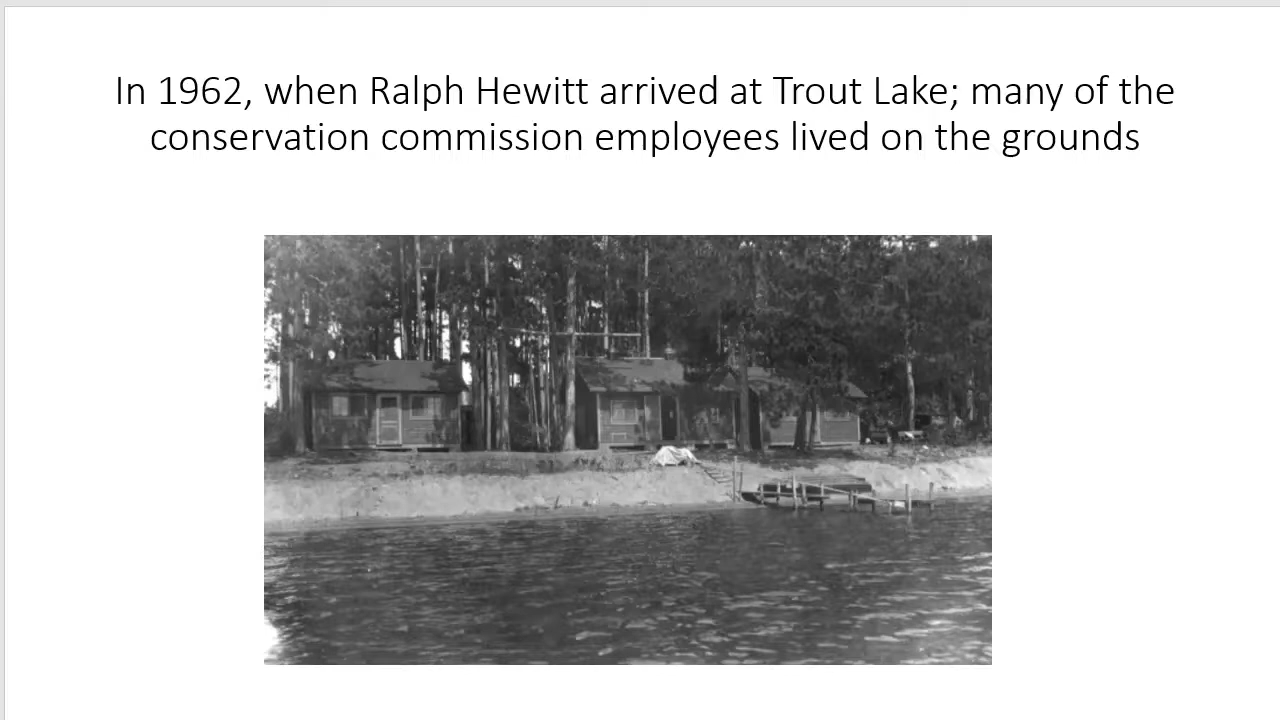 In 1962, when Ralph Hewitt arrived at Trout Lake; many of the
conservation commission employees lived on the grounds